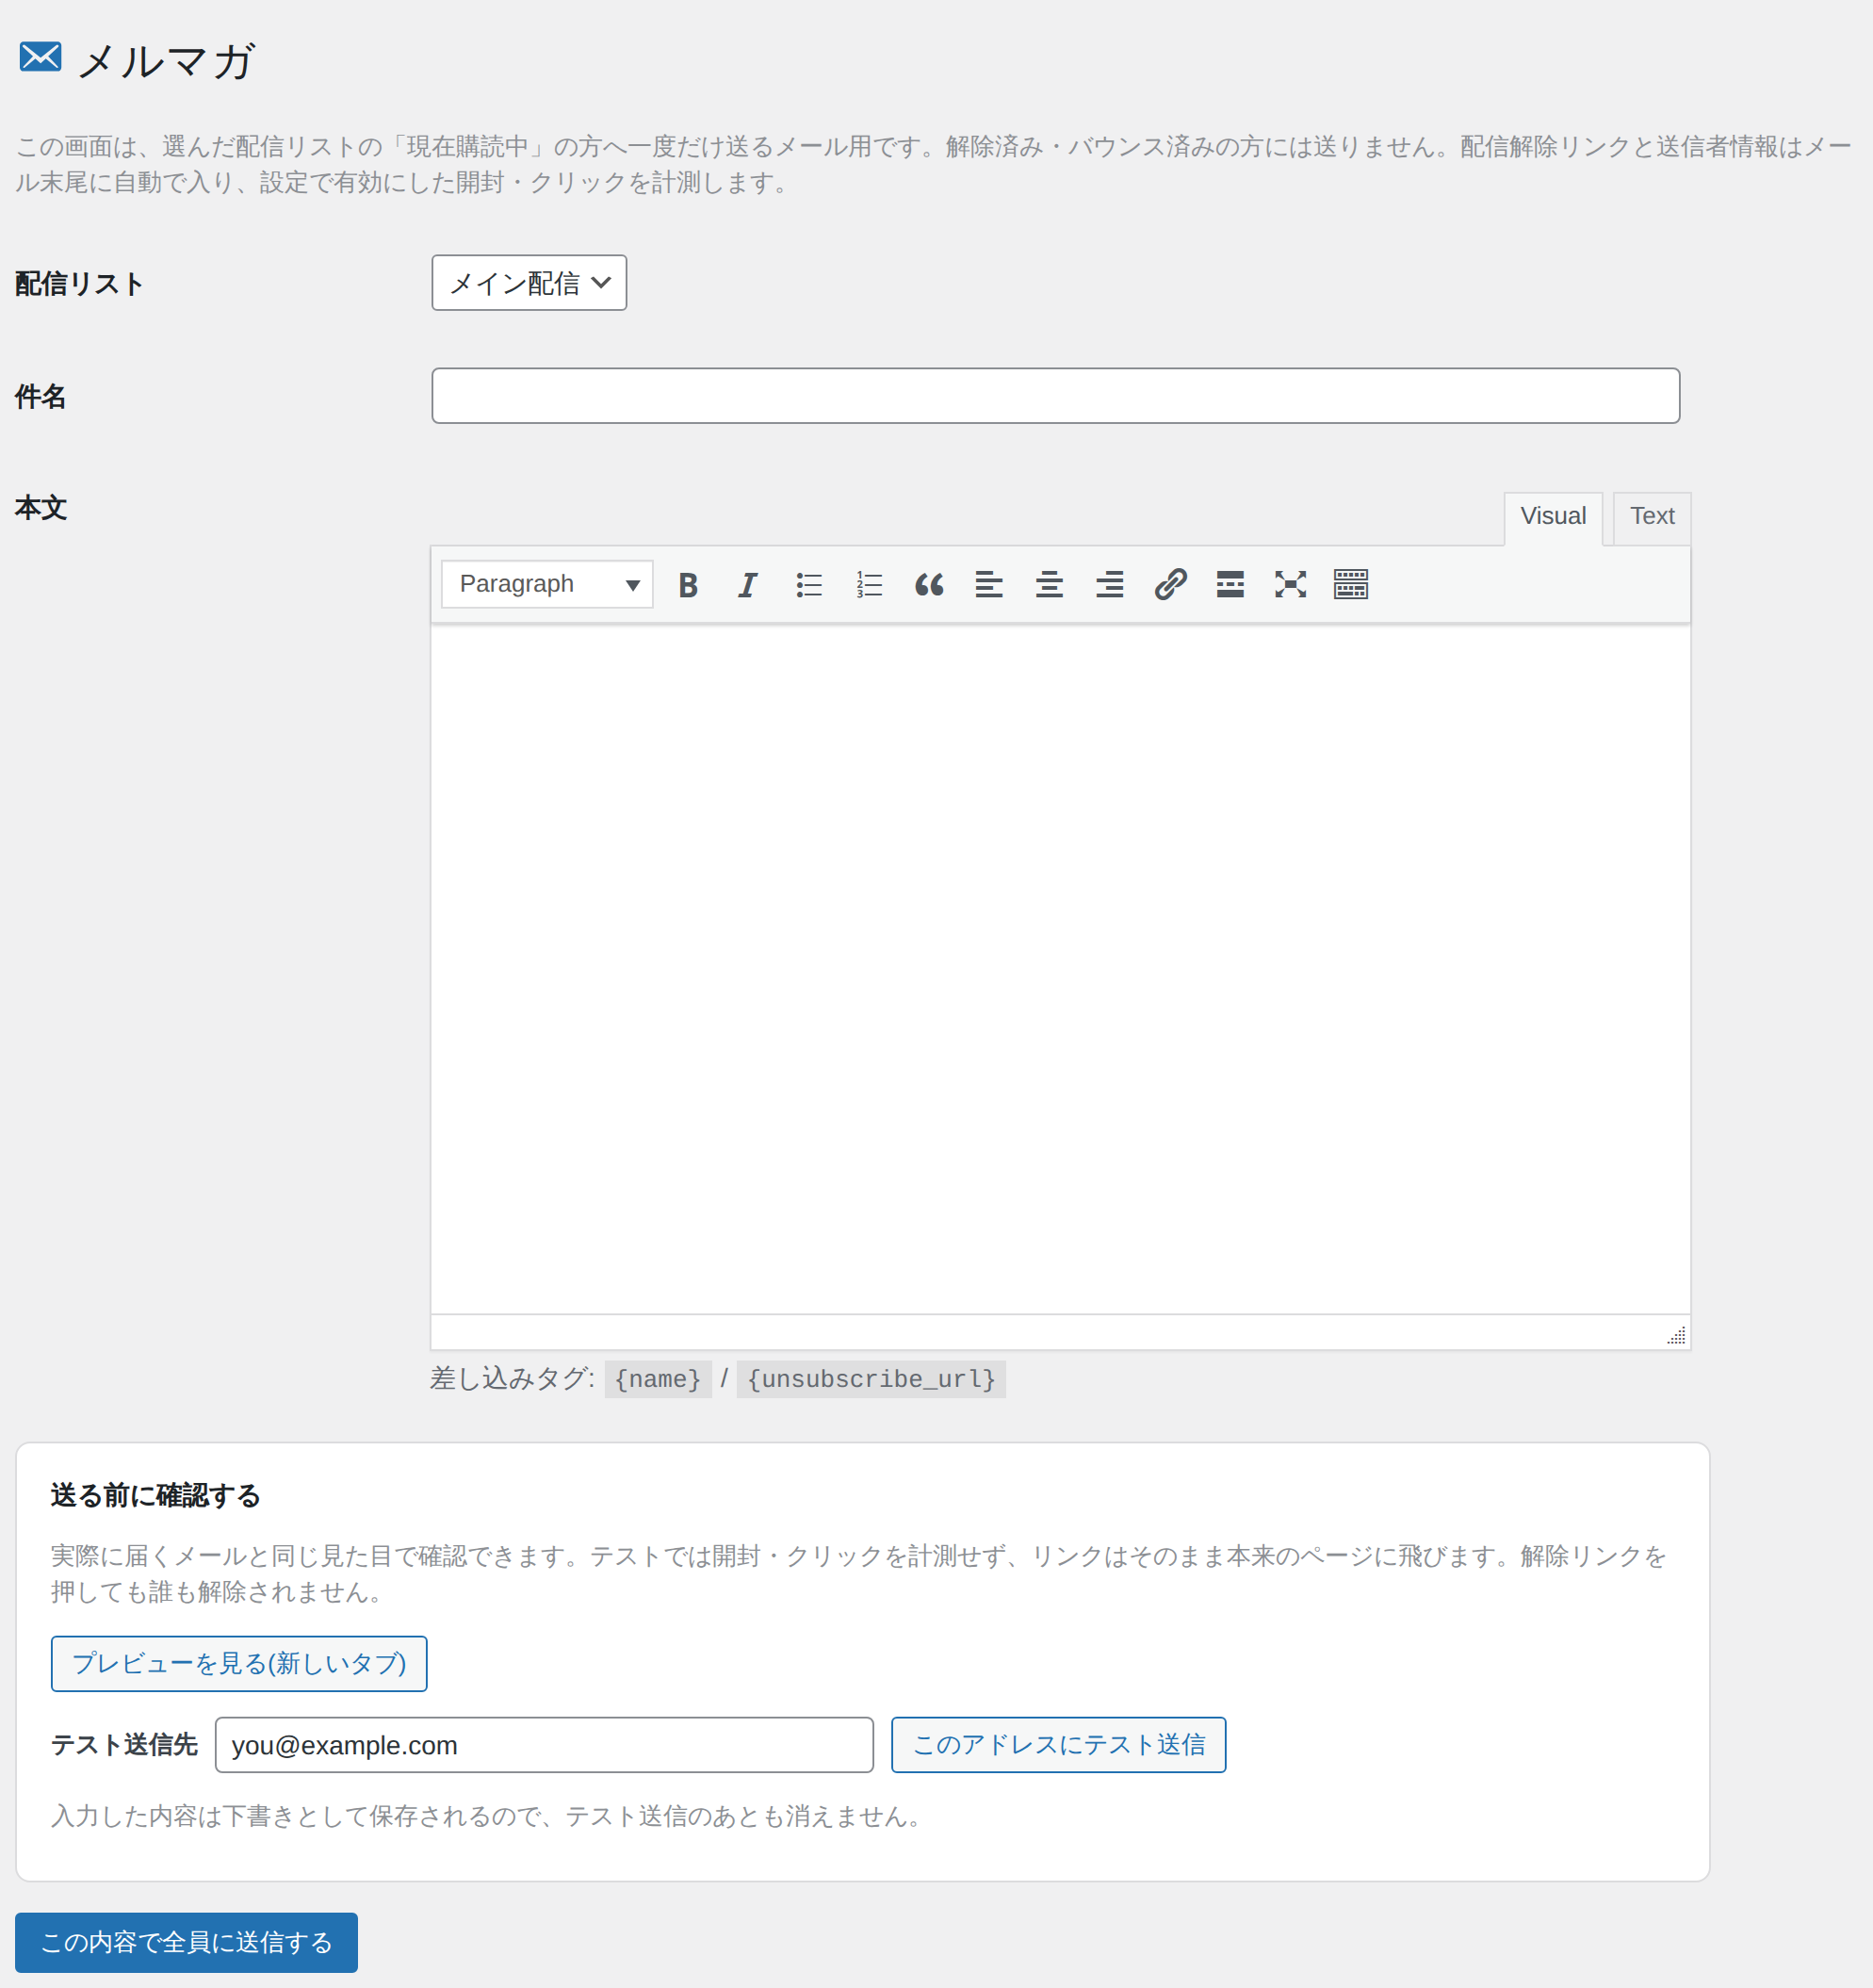 メルマガ
この画面は、選んだ配信リストの「現在購読中」の方へ一度だけ送るメール用です。解除済み・バウンス済みの方には送りません。配信解除リンクと送信者情報はメー
ル末尾に自動で入り、設定で有効にした開封・クリックを計測します。
配信リスト
メイン配信
件名
本文
Visual Text
Paragraph
差し込みタグ: {name} / {unsubscribe_url}
送る前に確認する
実際に届くメールと同じ見た目で確認できます。テストでは開封・クリックを計測せず、リンクはそのまま本来のページに飛びます。解除リンクを
押しても誰も解除されません。
プレビューを見る(新しいタブ)
テスト送信先 you@example.com このアドレスにテスト送信
入力した内容は下書きとして保存されるので、テスト送信のあとも消えません。
この内容で全員に送信する